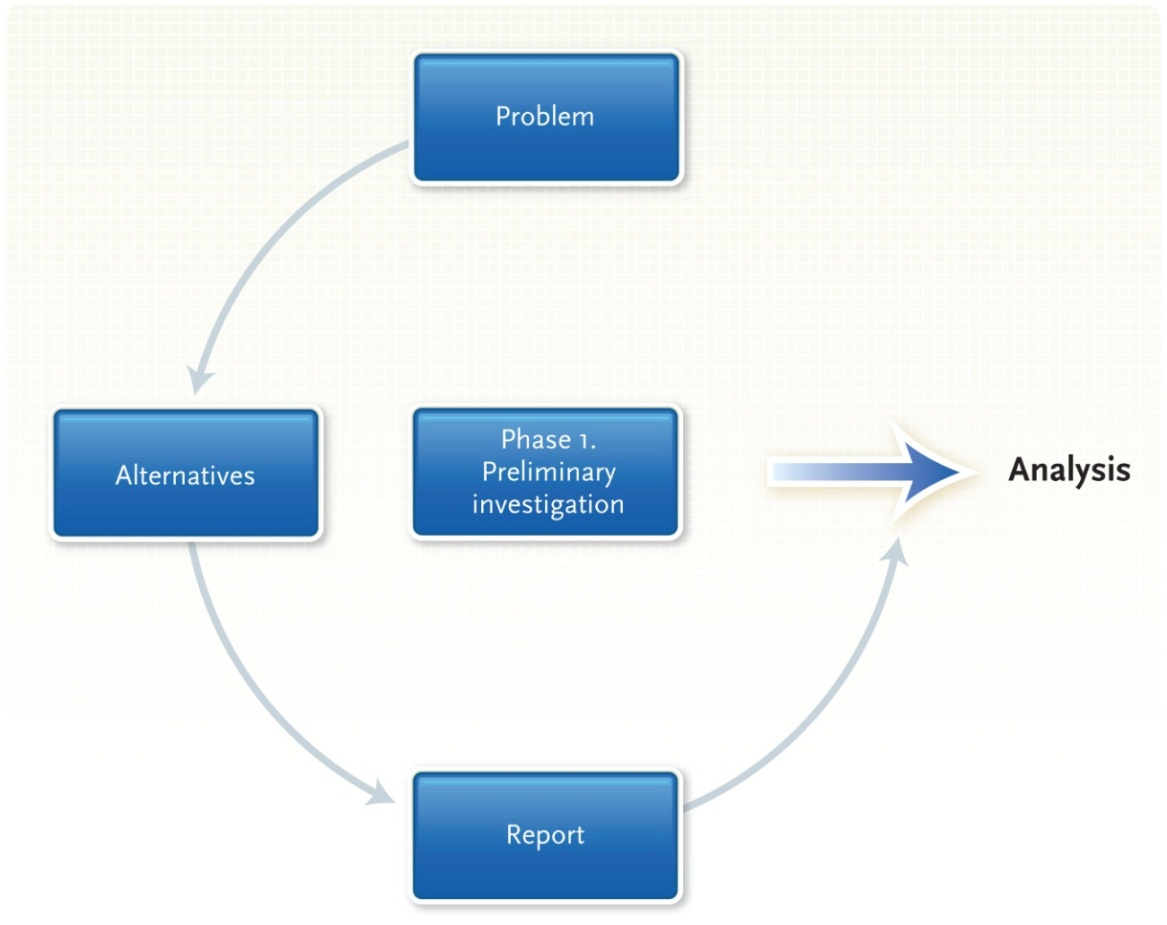 Problem
Alternatives
Phase 1.
Preliminary
investigation
Analysis
Report